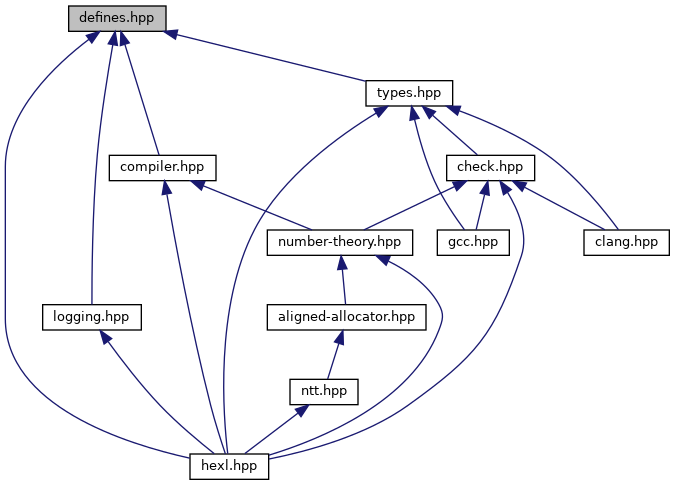 defines.hpp
types.hpp
compiler.hpp
check.hpp
number-theory.hpp
gcc.hpp
clang.hpp
logging.hpp
aligned-allocator.hpp
ntt.hpp
hexl.hpp